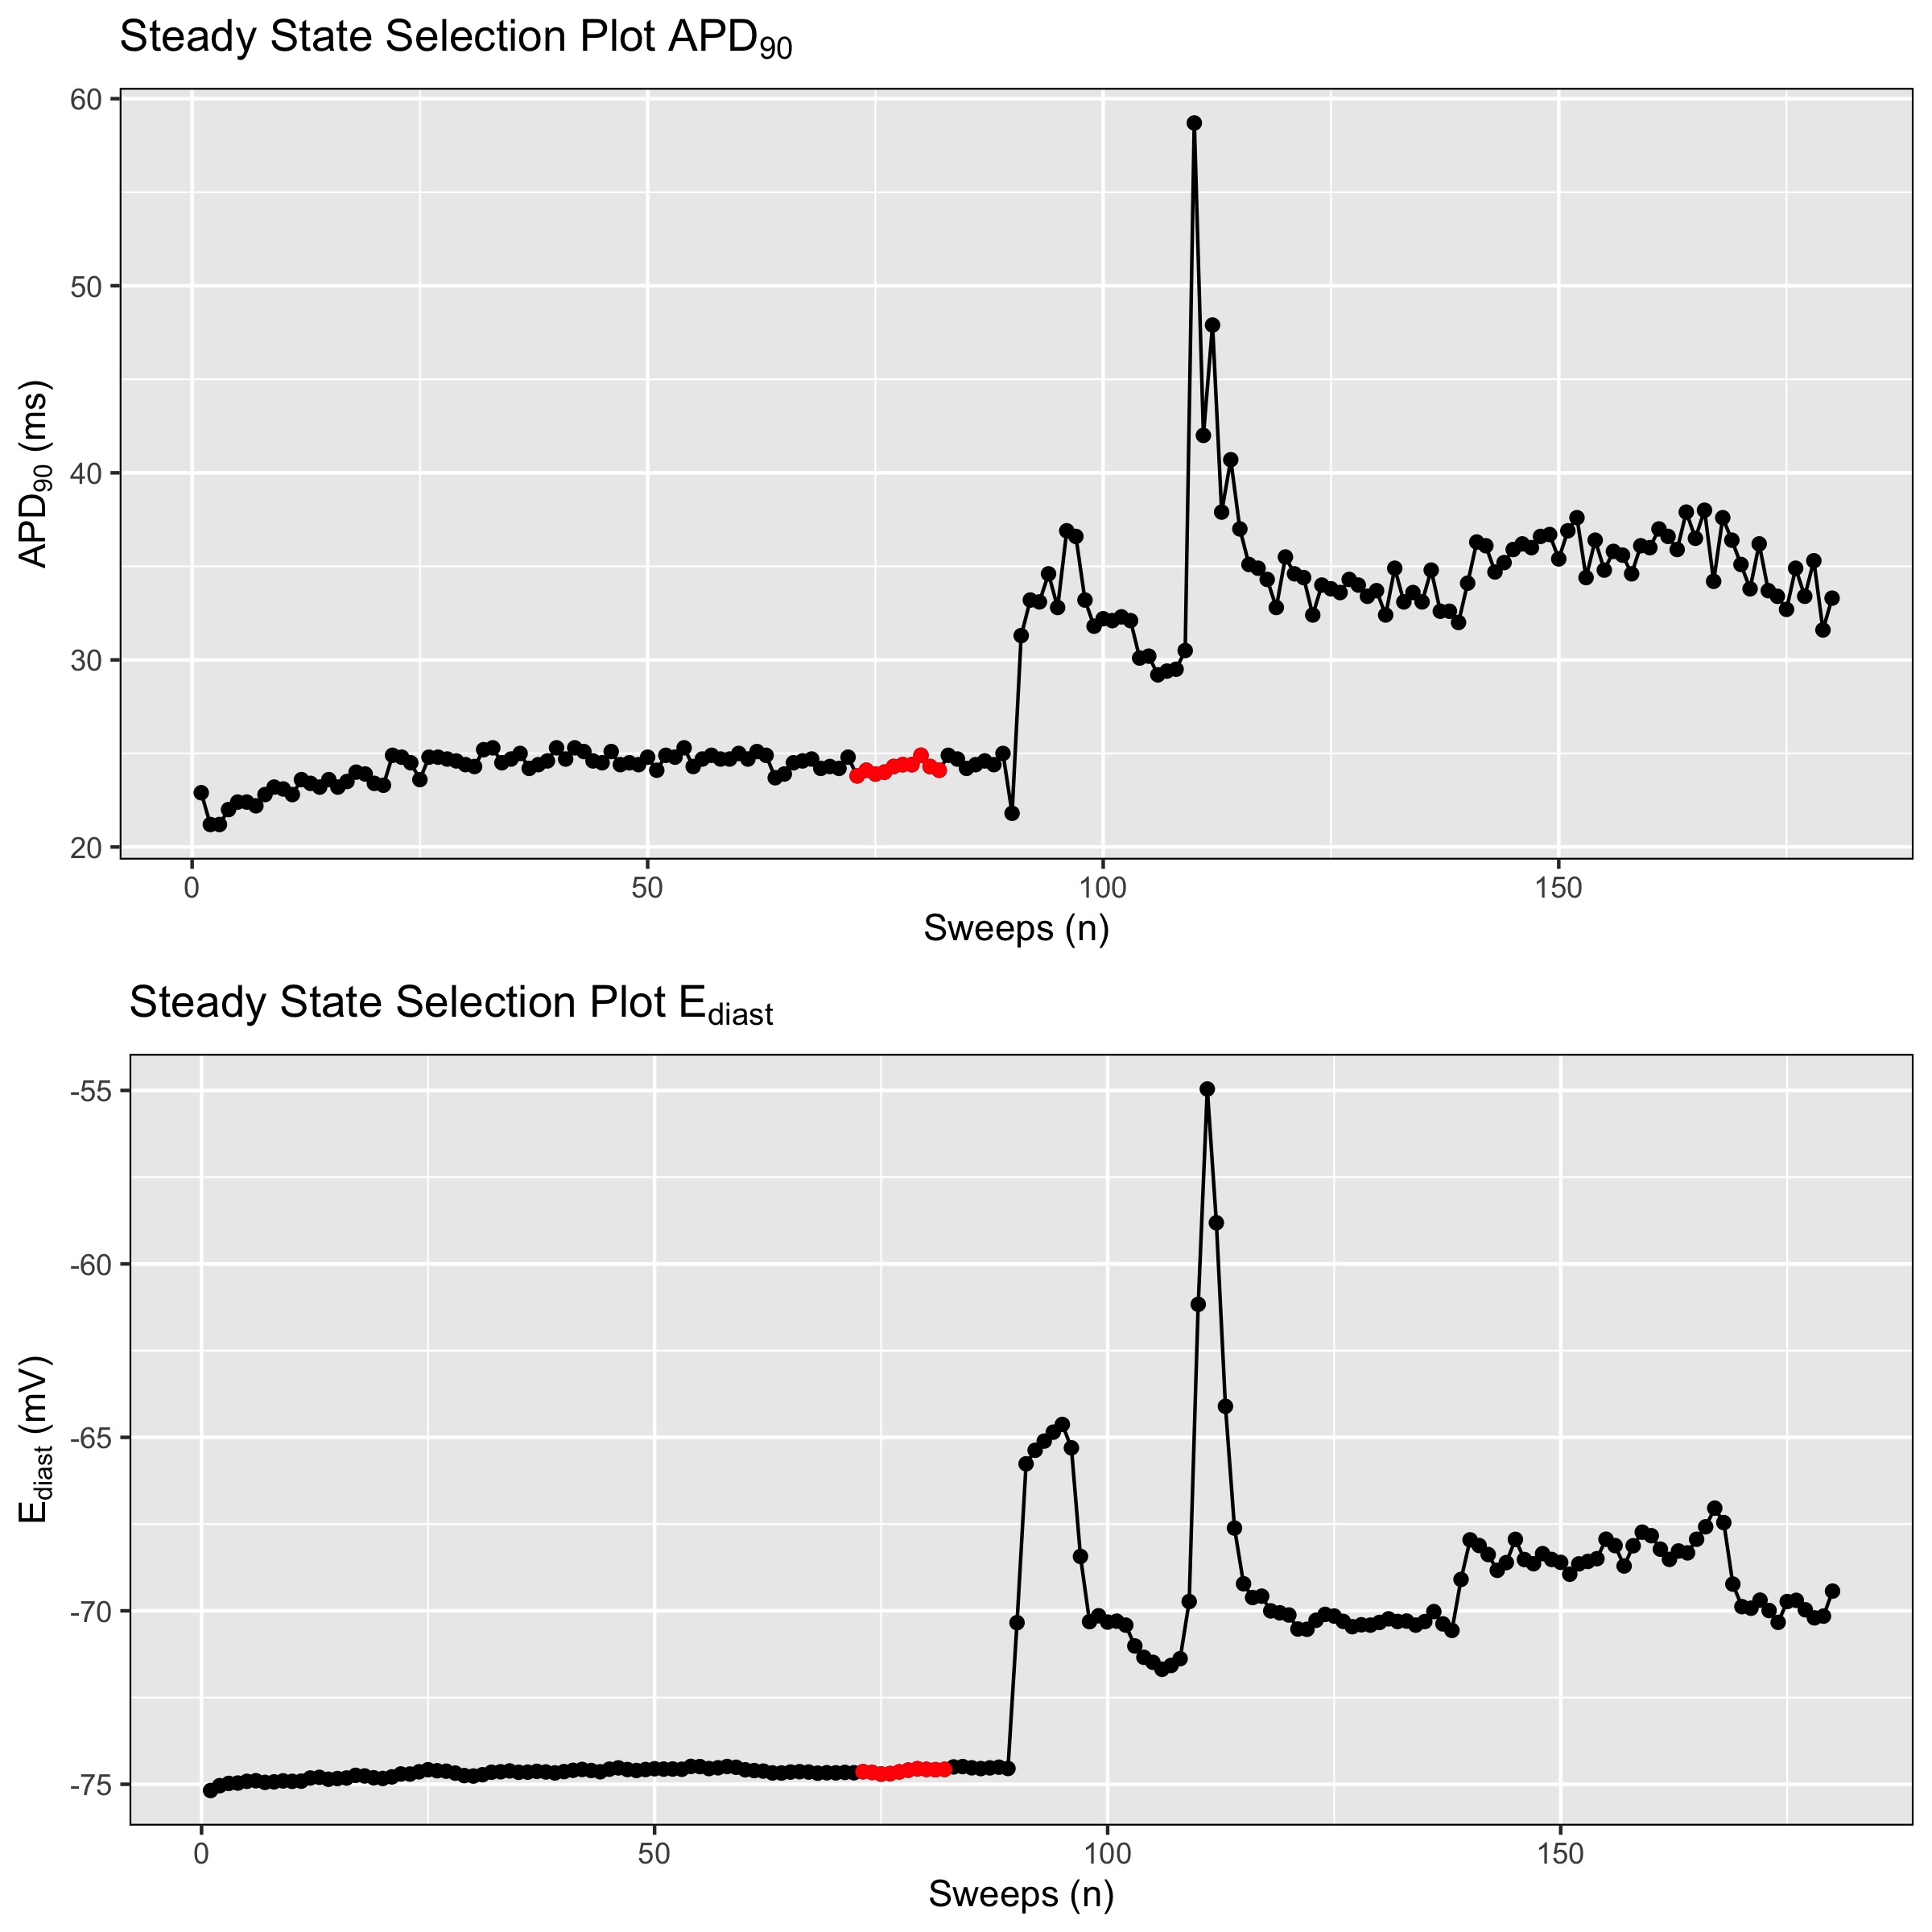 Steady State Selection Plot APD90
60
50
40
30
20
APD90 (ms)
0 50 100 150
Sweeps (n)
Steady State Selection Plot Ediast
-55
-60
-65
-70
-75
Ediast (mV)
0 50 100 150
Sweeps (n)